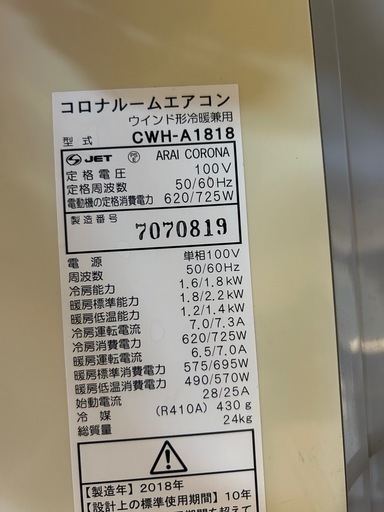 コロナルームエアコン
ウインド形冷暖兼用
型式 CWH-A1818
JET PS E ARAI CORONA
定格電圧 100V
定格周波数 50/60Hz
電動機の定格消費電力 620/725W
製造番号 7070819
電源 単相100V
周波数 50/60Hz
冷房能力 1.6/1.8kW
暖房標準能力 1.8/2.2kW
暖房低温能力 1.2/1.4kW
冷房運転電流 7.0/7.3A
冷房消費電力 620/725W
暖房運転電流 6.5/7.0A
暖房標準消費電力 575/695W
暖房低温消費電力 490/570W
始動電流 28/25A
冷媒 (R410A) 430g
総質量 24kg
【製造年】2018年
【設計上の標準使用期間】10年